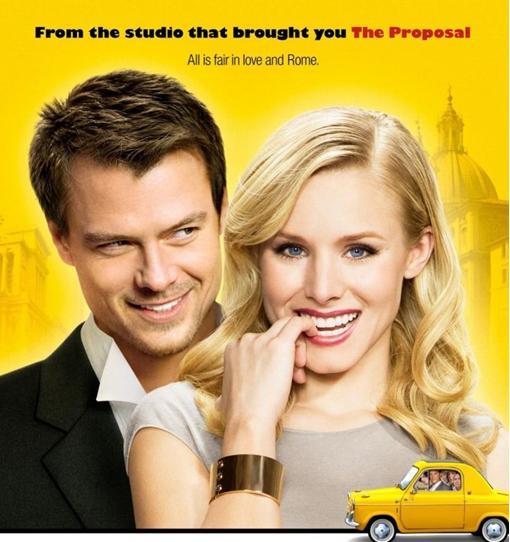 From the studio that brought you The Proposal
All is fair in love and Rome.